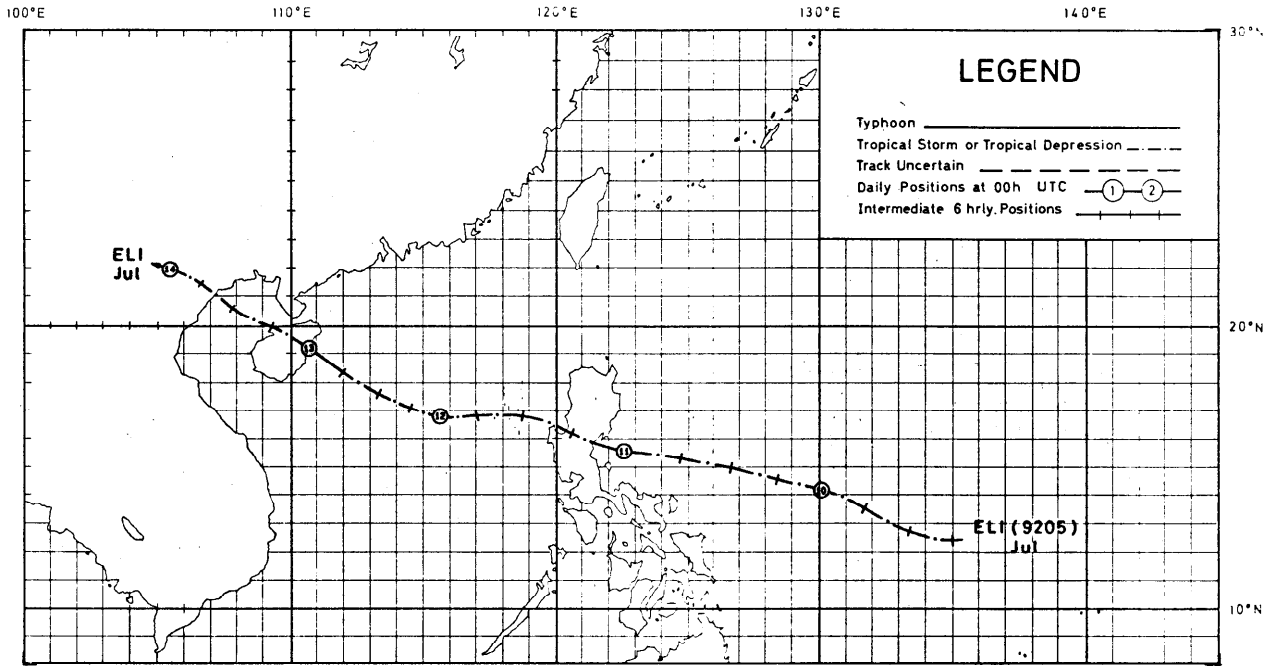 100°E 110°E 120°E 130°E 140°E
30°N
LEGEND
Typhoon
Tropical Storm or Tropical Depression
Track Uncertain
Daily Positions at 00h UTC 1 2
Intermediate 6 hrly. Positions
ELI
Jul
14
20°N
13
12
11
10
ELI (9205)
Jul
10°N